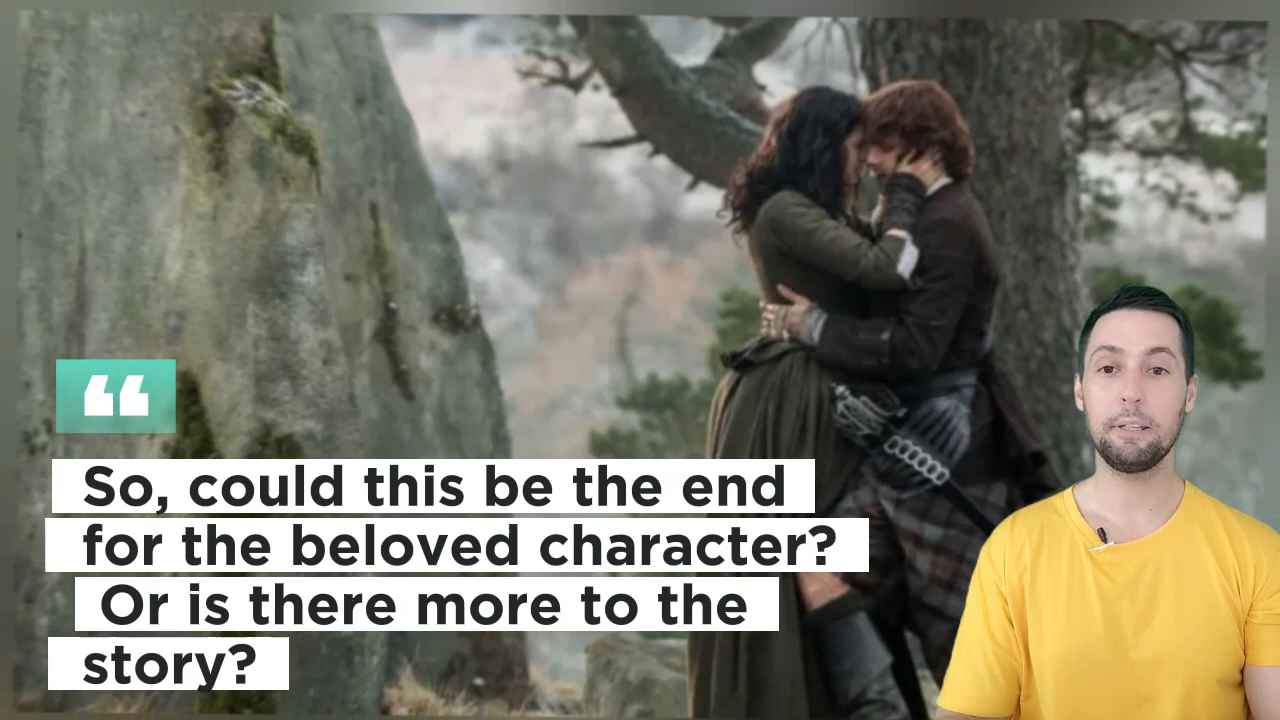 “
So, could this be the end
for the beloved character?
Or is there more to the
story?